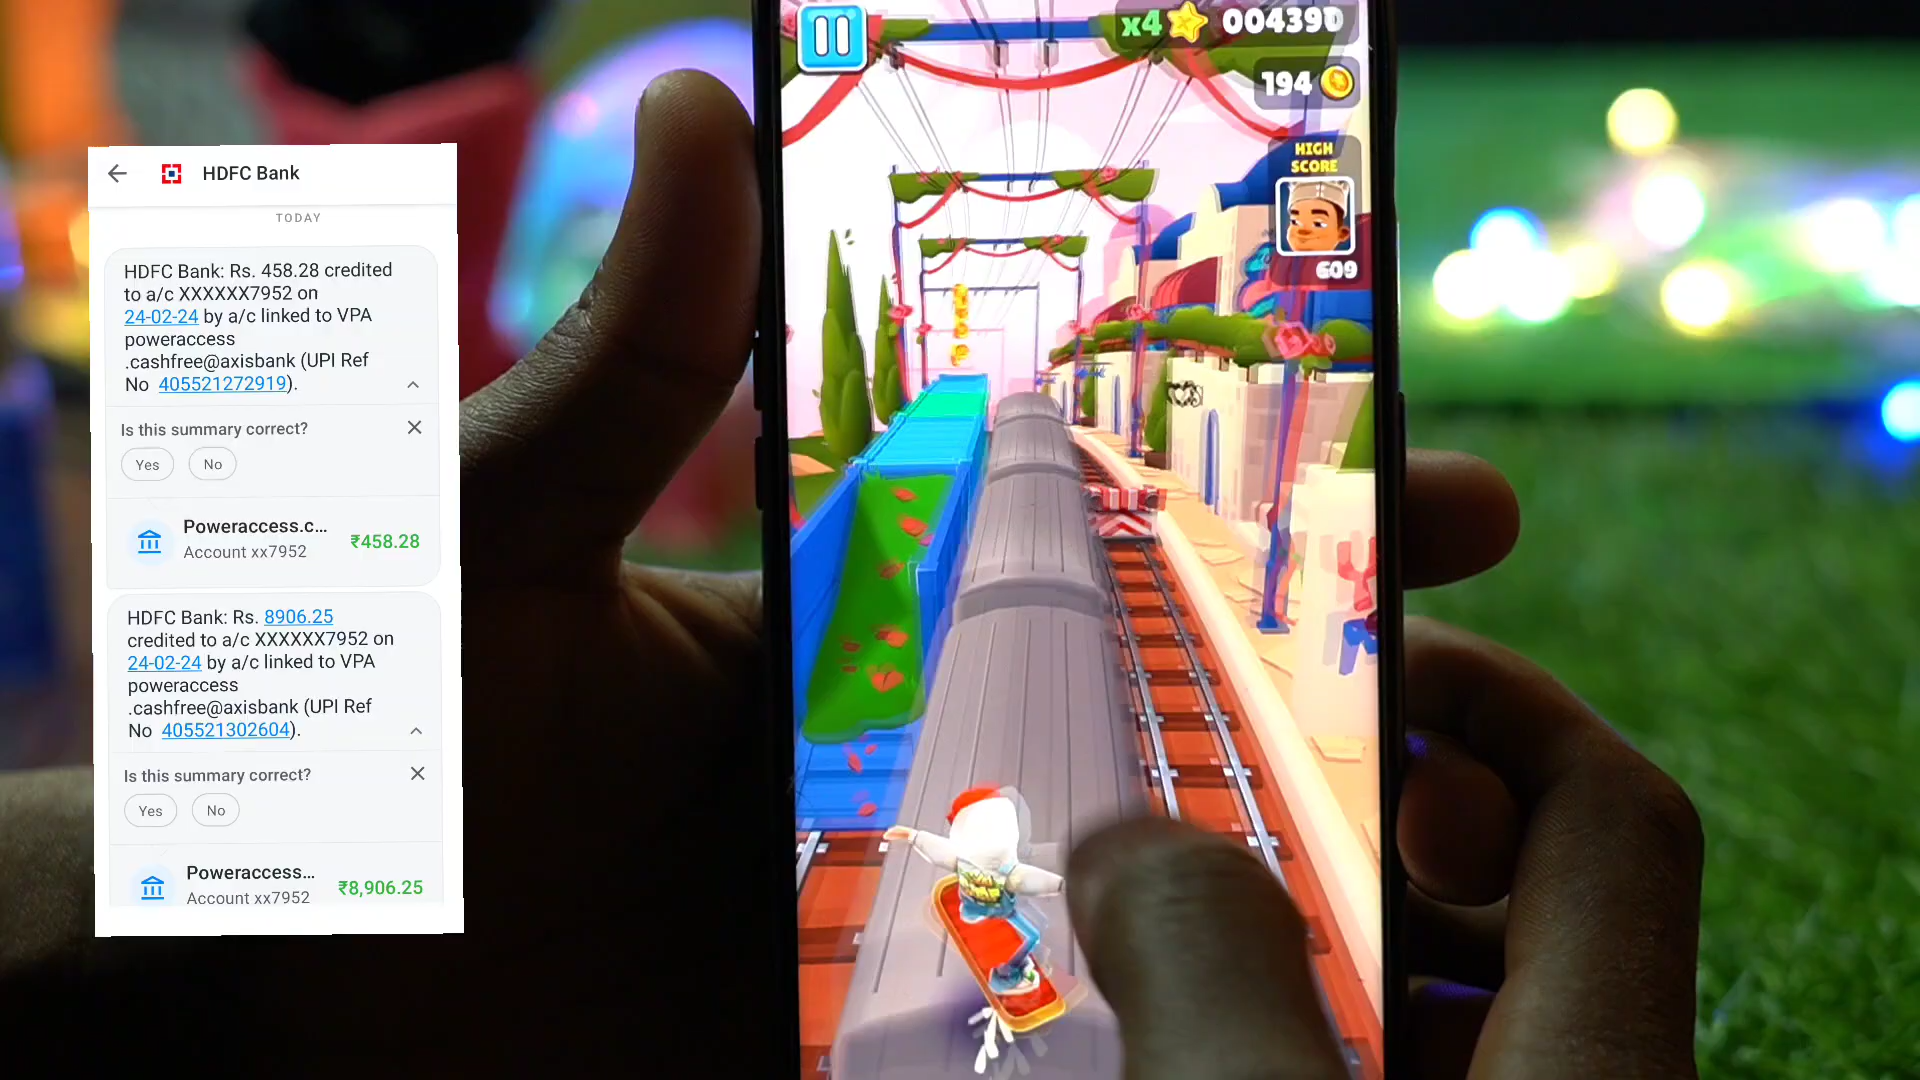 HDFC Bank
TODAY
HDFC Bank: Rs. 458.28 credited
to a/c XXXXXX7952 on
24-02-24 by a/c linked to VPA
poweraccess
.cashfree@axisbank (UPI Ref
No 405521272919).
Is this summary correct?
Yes No
Poweraccess.c...
Account xx7952
₹458.28
HDFC Bank: Rs. 8906.25
credited to a/c XXXXXX7952 on
24-02-24 by a/c linked to VPA
poweraccess
.cashfree@axisbank (UPI Ref
No 405521302604).
Is this summary correct?
Yes No
Poweraccess...
Account xx7952
₹8,906.25
x4 004390
194
HIGH
SCORE
609